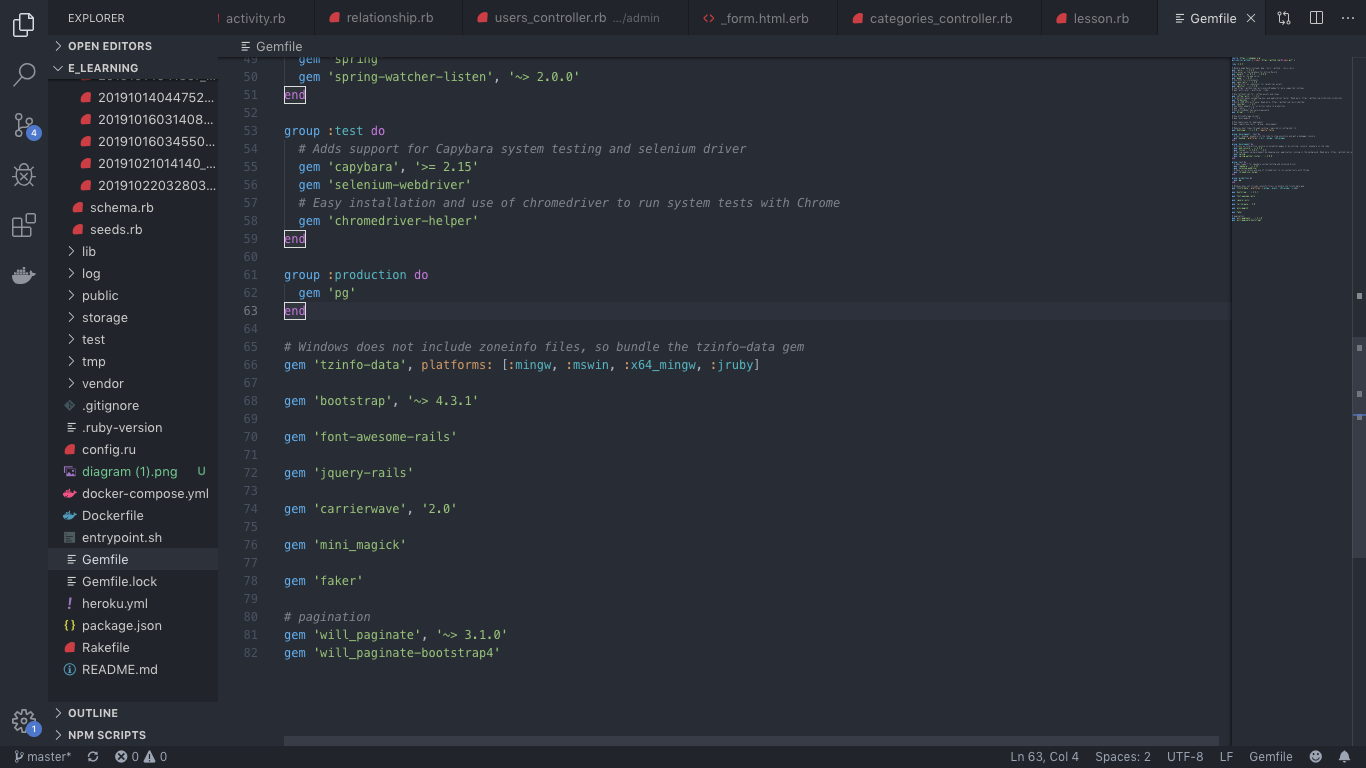 EXPLORER
activity.rb
relationship.rb
users_controller.rb .../admin
_form.html.erb
categories_controller.rb
lesson.rb
Gemfile
OPEN EDITORS
E_LEARNING
20191014044752...
20191016031408...
20191016034550...
20191021014140_...
20191022032803...
schema.rb
seeds.rb
lib
log
public
storage
test
tmp
vendor
.gitignore
.ruby-version
config.ru
diagram (1).png U
docker-compose.yml
Dockerfile
entrypoint.sh
Gemfile
Gemfile.lock
heroku.yml
package.json
Rakefile
README.md
OUTLINE
NPM SCRIPTS
4
1
Gemfile
49 gem 'spring'
50 gem 'spring-watcher-listen', '~> 2.0.0'
51 end
52
53 group :test do
54 # Adds support for Capybara system testing and selenium driver
55 gem 'capybara', '>= 2.15'
56 gem 'selenium-webdriver'
57 # Easy installation and use of chromedriver to run system tests with Chrome
58 gem 'chromedriver-helper'
59 end
60
61 group :production do
62 gem 'pg'
63 end
64
65 # Windows does not include zoneinfo files, so bundle the tzinfo-data gem
66 gem 'tzinfo-data', platforms: [:mingw, :mswin, :x64_mingw, :jruby]
67
68 gem 'bootstrap', '~> 4.3.1'
69
70 gem 'font-awesome-rails'
71
72 gem 'jquery-rails'
73
74 gem 'carrierwave', '2.0'
75
76 gem 'mini_magick'
77
78 gem 'faker'
79
80 # pagination
81 gem 'will_paginate', '~> 3.1.0'
82 gem 'will_paginate-bootstrap4'
master* 0 0 Ln 63, Col 4 Spaces: 2 UTF-8 LF Gemfile